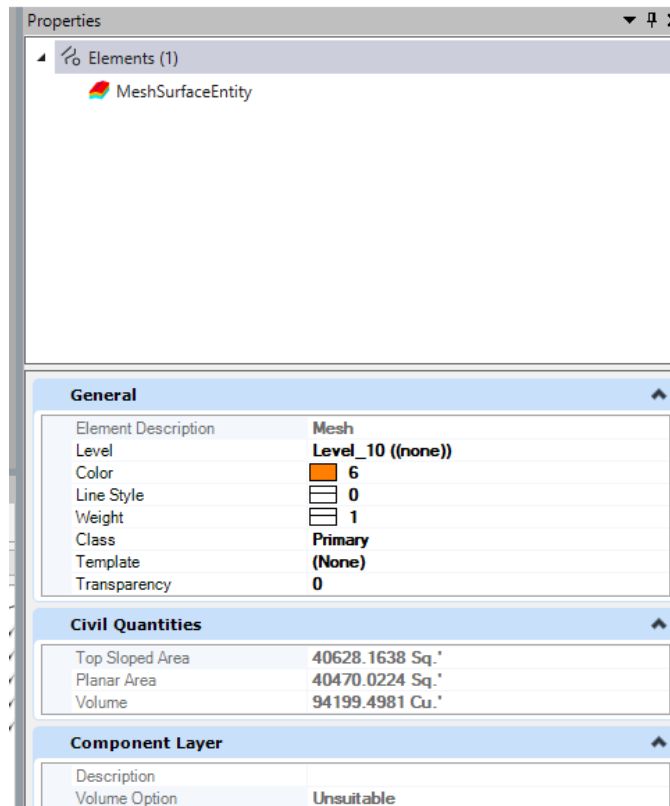 Properties
Elements (1)
MeshSurfaceEntity
General
Element Description Mesh
Level Level_10 ((none))
Color 6
Line Style 0
Weight 1
Class Primary
Template (None)
Transparency 0
Civil Quantities
Top Sloped Area 40628.1638 Sq.'
Planar Area 40470.0224 Sq.'
Volume 94199.4981 Cu.'
Component Layer
Description
Volume Option Unsuitable